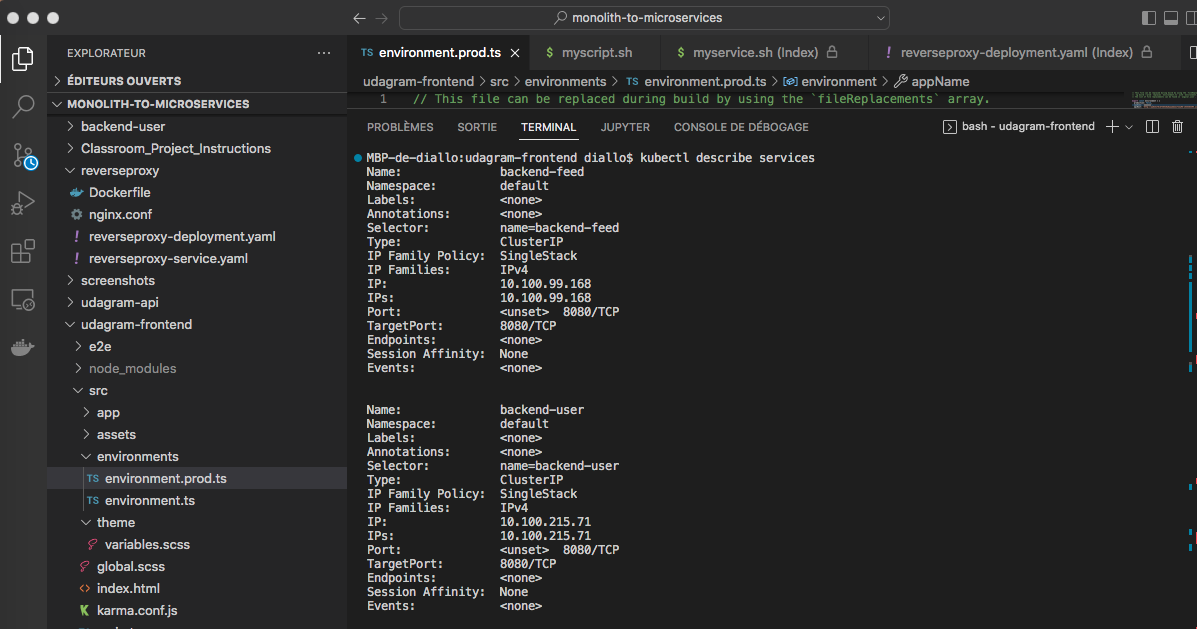 monolith-to-microservices
EXPLORATEUR
ÉDITEURS OUVERTS
MONOLITH-TO-MICROSERVICES
backend-user
Classroom_Project_Instructions
reverseproxy
Dockerfile
nginx.conf
! reverseproxy-deployment.yaml
! reverseproxy-service.yaml
screenshots
udagram-api
udagram-frontend
e2e
node_modules
src
app
assets
environments
TS environment.prod.ts
TS environment.ts
theme
variables.scss
global.scss
<> index.html
K karma.conf.js
TS environment.prod.ts
$ myscript.sh
$ myservice.sh (Index)
! reverseproxy-deployment.yaml (Index)
udagram-frontend > src > environments > TS environment.prod.ts > environment > appName
1 // This file can be replaced during build by using the `fileReplacements` array.
PROBLÈMES SORTIE TERMINAL JUPYTER CONSOLE DE DÉBOGAGE
bash - udagram-frontend
MBP-de-diallo:udagram-frontend diallo$ kubectl describe services
Name: backend-feed
Namespace: default
Labels: <none>
Annotations: <none>
Selector: name=backend-feed
Type: ClusterIP
IP Family Policy: SingleStack
IP Families: IPv4
IP: 10.100.99.168
IPs: 10.100.99.168
Port: <unset> 8080/TCP
TargetPort: 8080/TCP
Endpoints: <none>
Session Affinity: None
Events: <none>
Name: backend-user
Namespace: default
Labels: <none>
Annotations: <none>
Selector: name=backend-user
Type: ClusterIP
IP Family Policy: SingleStack
IP Families: IPv4
IP: 10.100.215.71
IPs: 10.100.215.71
Port: <unset> 8080/TCP
TargetPort: 8080/TCP
Endpoints: <none>
Session Affinity: None
Events: <none>